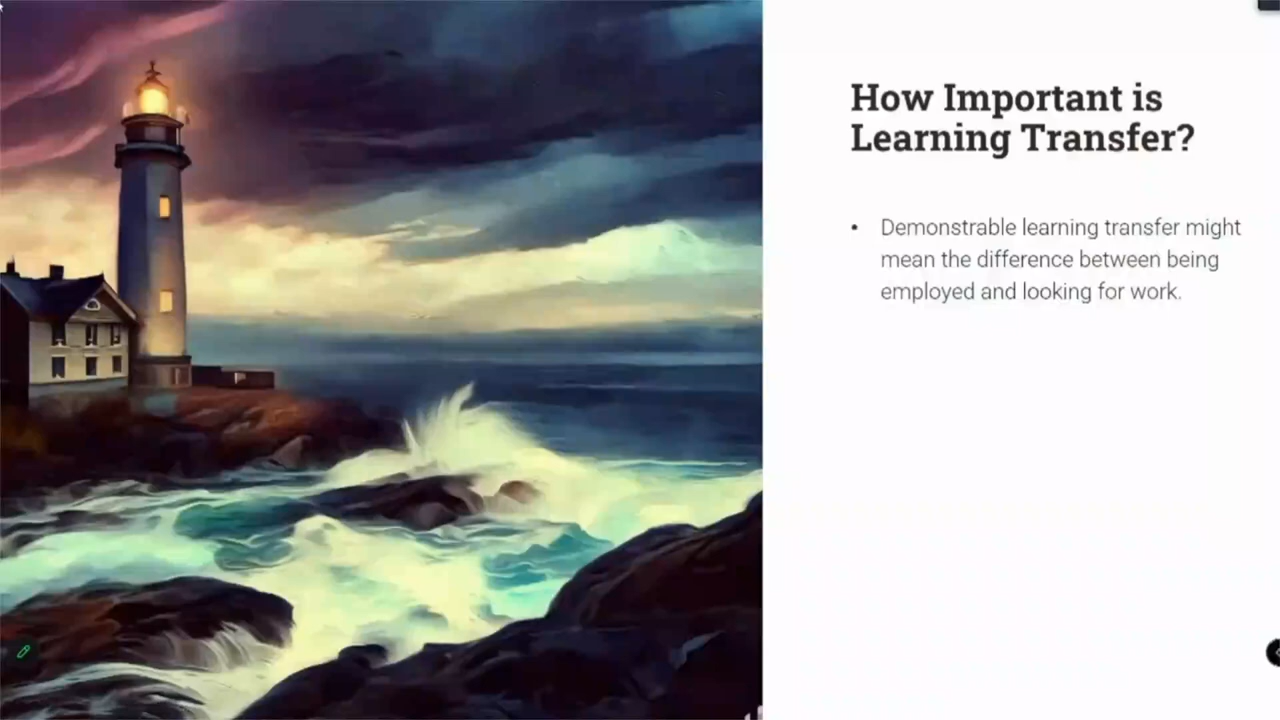 How Important is
Learning Transfer?
• Demonstrable learning transfer might
mean the difference between being
employed and looking for work.